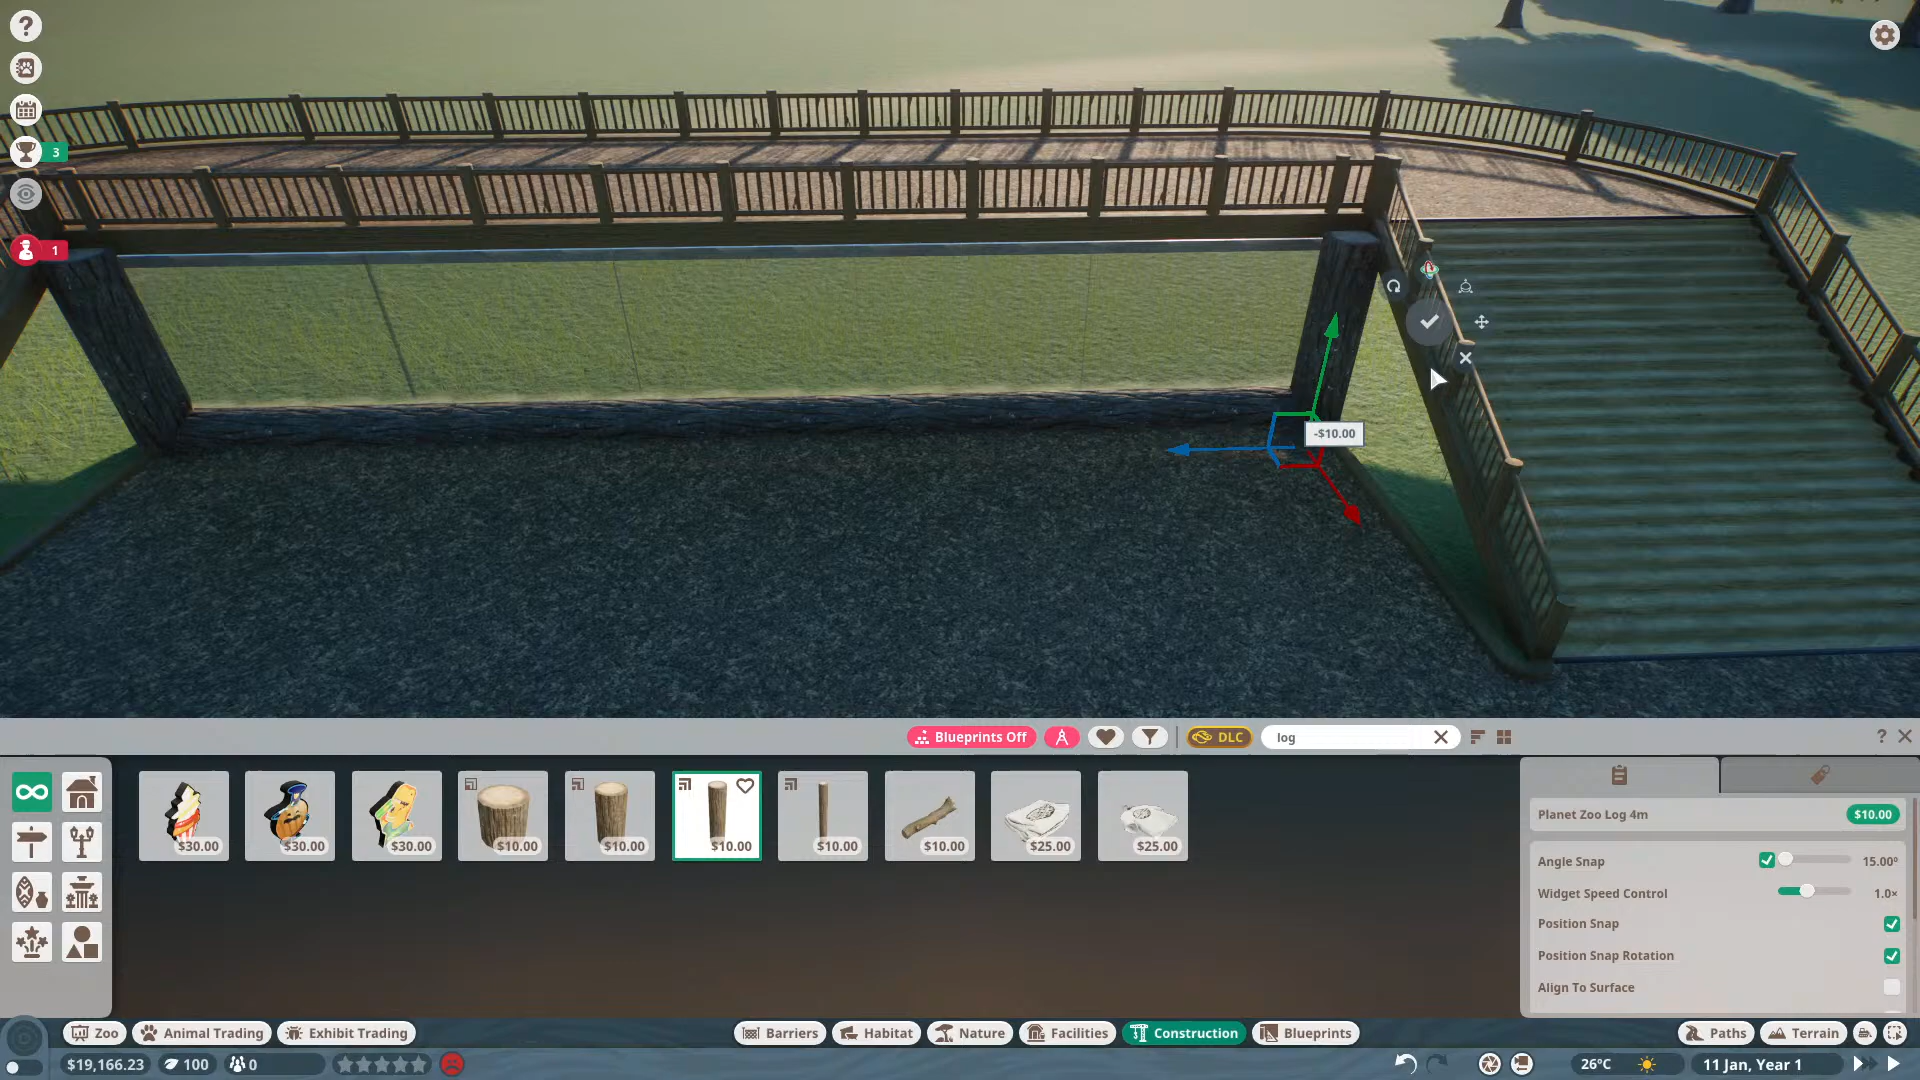 ?
3
1
-$10.00
Blueprints Off
DLC
log
?
$30.00
$30.00
$30.00
$10.00
$10.00
$10.00
$10.00
$10.00
$25.00
$25.00
Planet Zoo Log 4m
$10.00
Angle Snap
15.00°
Widget Speed Control
1.0×
Position Snap
Position Snap Rotation
Align To Surface
Zoo
Animal Trading
Exhibit Trading
Barriers
Habitat
Nature
Facilities
Construction
Blueprints
Paths
Terrain
$19,166.23
100
0
26°C
11 Jan, Year 1